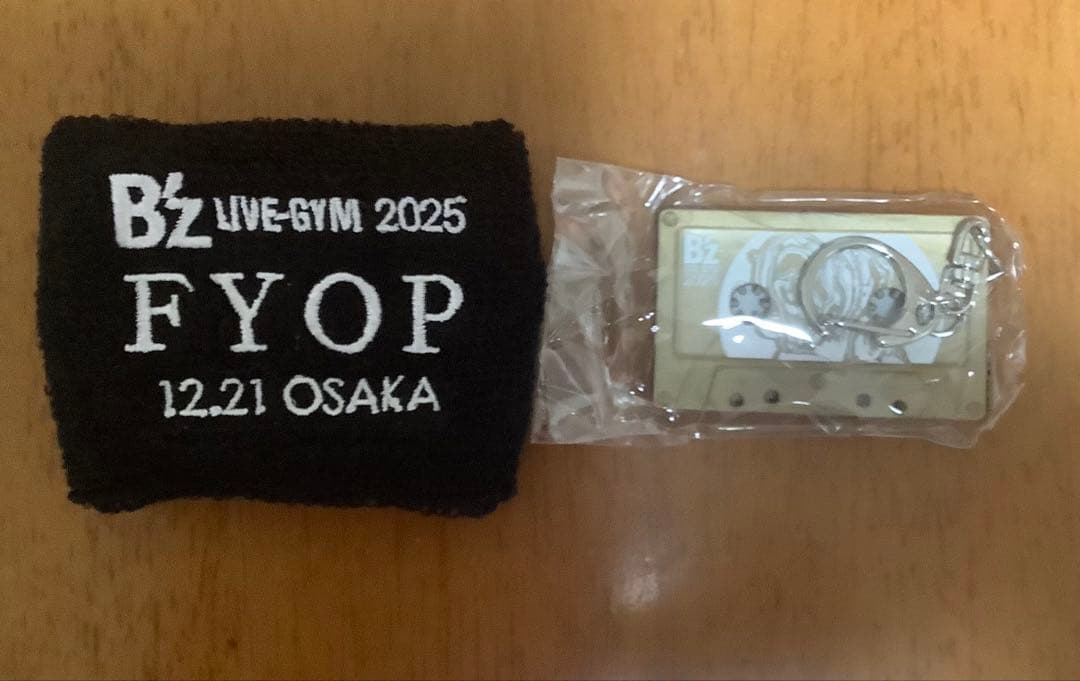 B'z LIVE-GYM 2025
FYOP
12.21 OSAKA
B'z